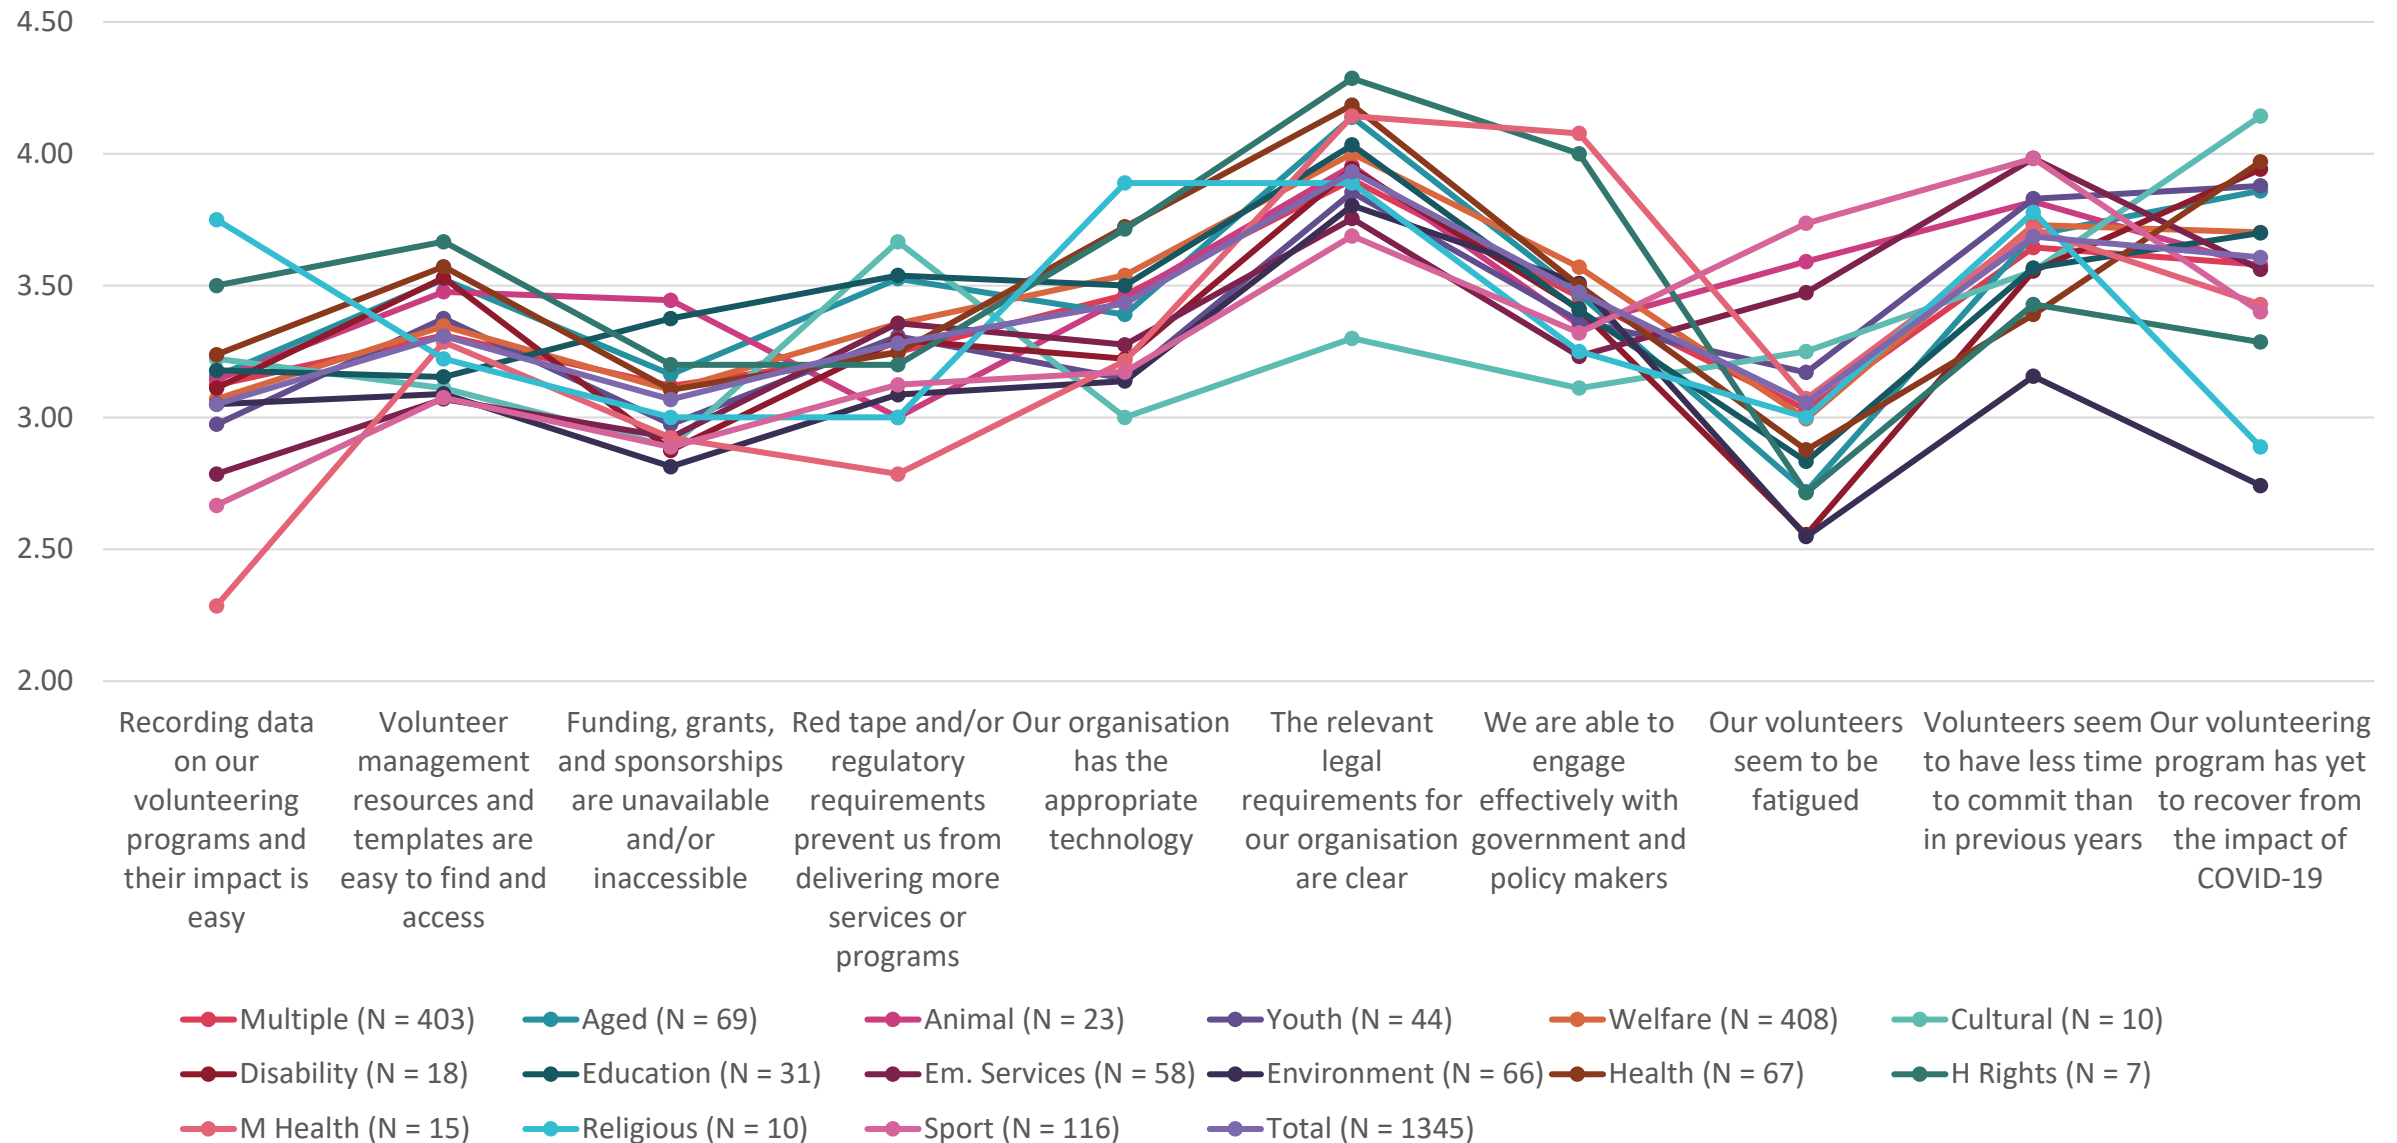 4.50
4.00
3.50
3.00
2.50
2.00
Recording data
on our
volunteering
programs and
their impact is
easy
Volunteer
management
resources and
templates are
easy to find and
access
Funding, grants,
and sponsorships
are unavailable
and/or
inaccessible
Red tape and/or
regulatory
requirements
prevent us from
delivering more
services or
programs
Our organisation
has the
appropriate
technology
The relevant
legal
requirements for
our organisation
are clear
We are able to
engage
effectively with
government and
policy makers
Our volunteers
seem to be
fatigued
Volunteers seem
to have less time
to commit than
in previous years
Our volunteering
program has yet
to recover from
the impact of
COVID-19
Multiple (N = 403)
Aged (N = 69)
Animal (N = 23)
Youth (N = 44)
Welfare (N = 408)
Cultural (N = 10)
Disability (N = 18)
Education (N = 31)
Em. Services (N = 58)
Environment (N = 66)
Health (N = 67)
H Rights (N = 7)
M Health (N = 15)
Religious (N = 10)
Sport (N = 116)
Total (N = 1345)